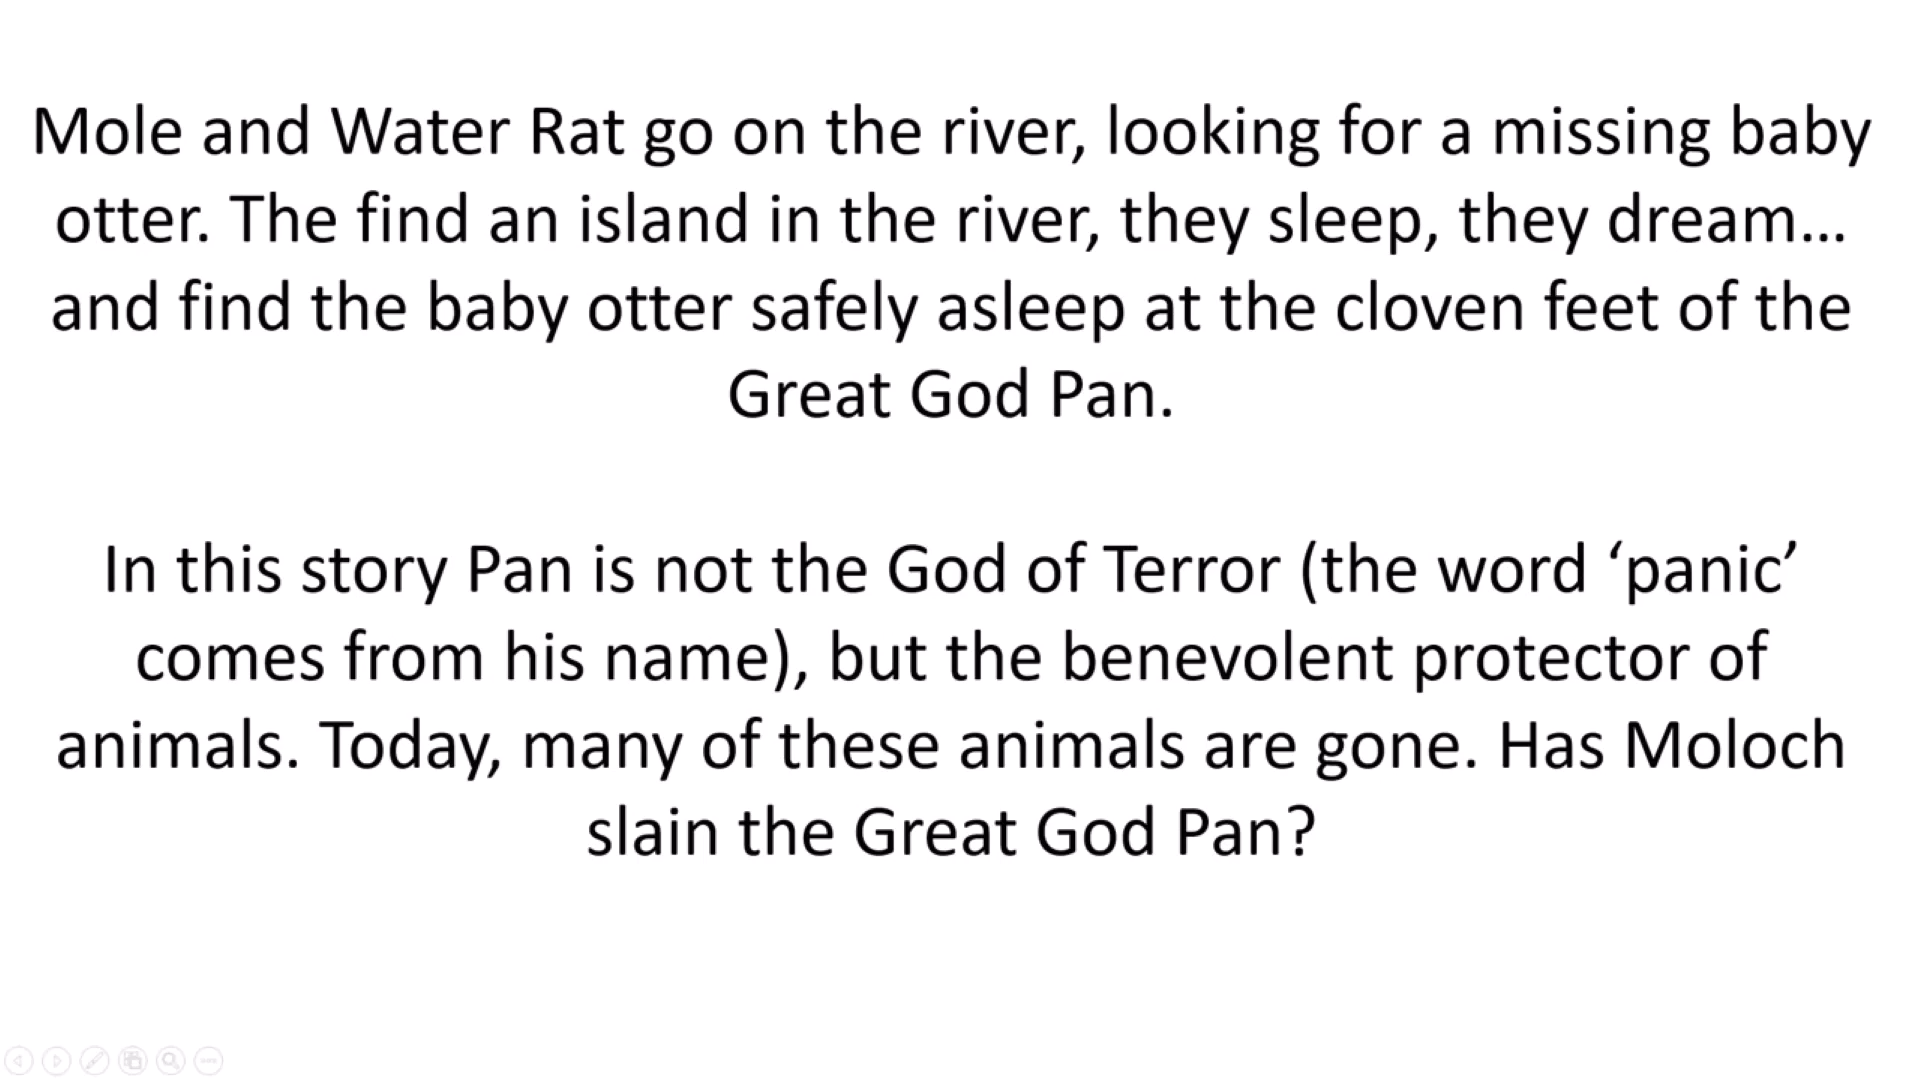 Mole and Water Rat go on the river, looking for a missing baby
otter. The find an island in the river, they sleep, they dream…
and find the baby otter safely asleep at the cloven feet of the
Great God Pan.
In this story Pan is not the God of Terror (the word ‘panic’
comes from his name), but the benevolent protector of
animals. Today, many of these animals are gone. Has Moloch
slain the Great God Pan?